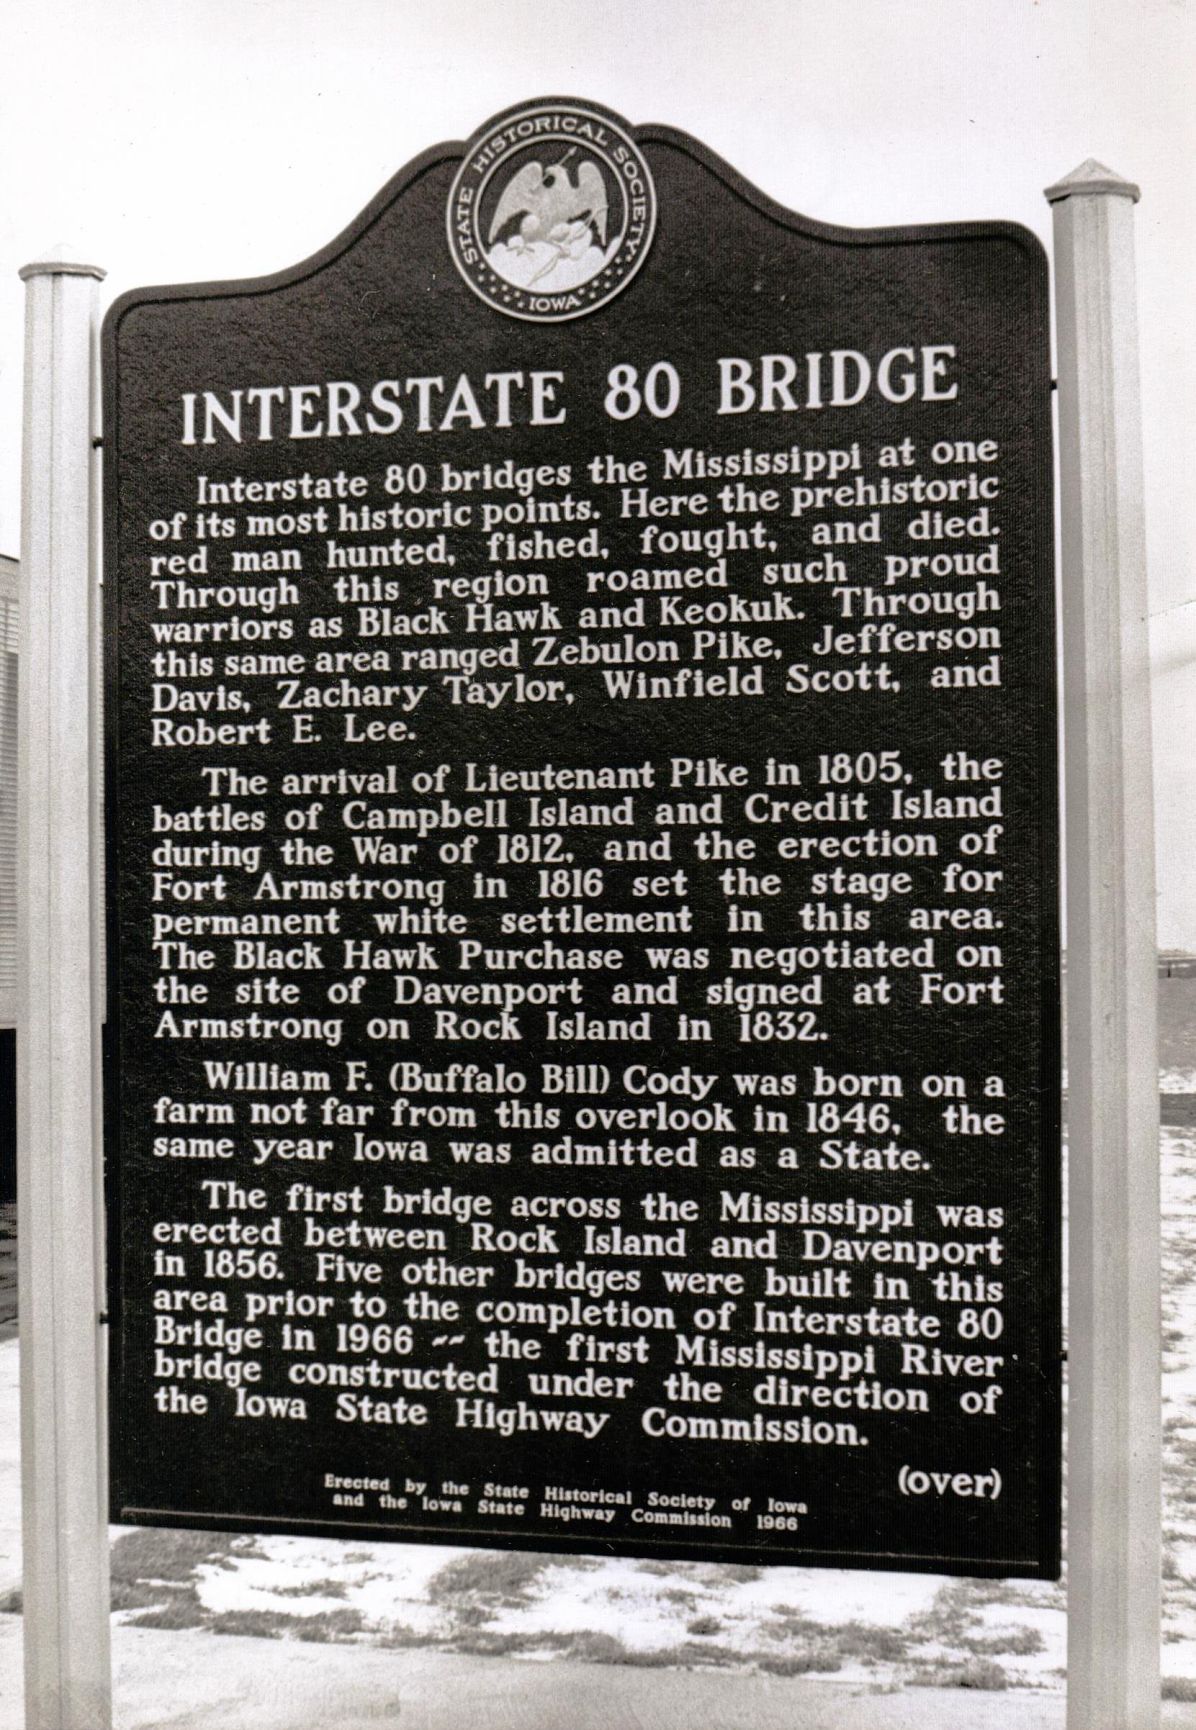 STATE HISTORICAL SOCIETY
IOWA
INTERSTATE 80 BRIDGE
Interstate 80 bridges the Mississippi at one
of its most historic points. Here the prehistoric
red man hunted, fished, fought, and died.
Through this region roamed such proud
warriors as Black Hawk and Keokuk. Through
this same area ranged Zebulon Pike, Jefferson
Davis, Zachary Taylor, Winfield Scott, and
Robert E. Lee.
The arrival of Lieutenant Pike in 1805, the
battles of Campbell Island and Credit Island
during the War of 1812, and the erection of
Fort Armstrong in 1816 set the stage for
permanent white settlement in this area.
The Black Hawk Purchase was negotiated on
the site of Davenport and signed at Fort
Armstrong on Rock Island in 1832.
William F. (Buffalo Bill) Cody was born on a
farm not far from this overlook in 1846, the
same year Iowa was admitted as a State.
The first bridge across the Mississippi was
erected between Rock Island and Davenport
in 1856. Five other bridges were built in this
area prior to the completion of Interstate 80
Bridge in 1966 -- the first Mississippi River
bridge constructed under the direction of
the Iowa State Highway Commission.
(over)
Erected by the State Historical Society of Iowa
and the Iowa State Highway Commission 1966